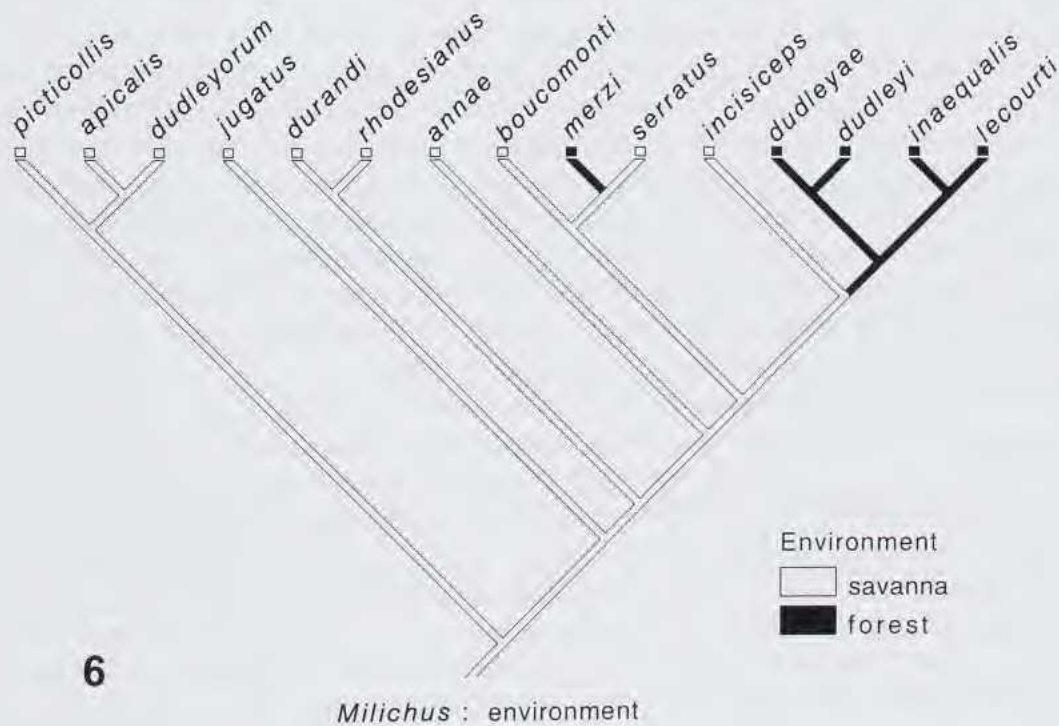 picticollis
apicalis
dudleyorum
jugatus
durandi
rhodesianus
annae
boucomonti
merzi
serratus
incisiceps
dudleyae
dudleyi
inaequalis
lecourti
Environment
savanna
forest
6
Milichus : environment